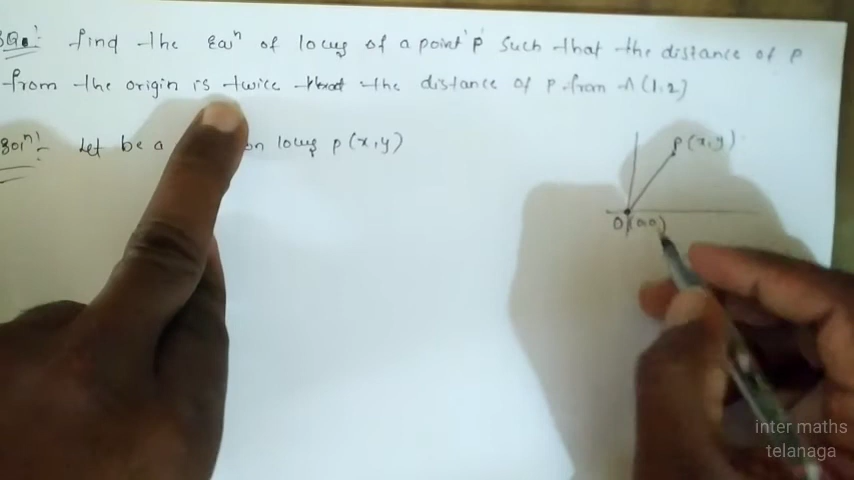 Q: find the Eqⁿ of locus of a point 'P' such that the distance of P
from the origin is twice the distance of P from A(1,2)
Solⁿ:- Let be a on locus P(x,y)
P(x,y)
O(0,0)
inter maths
telanaga